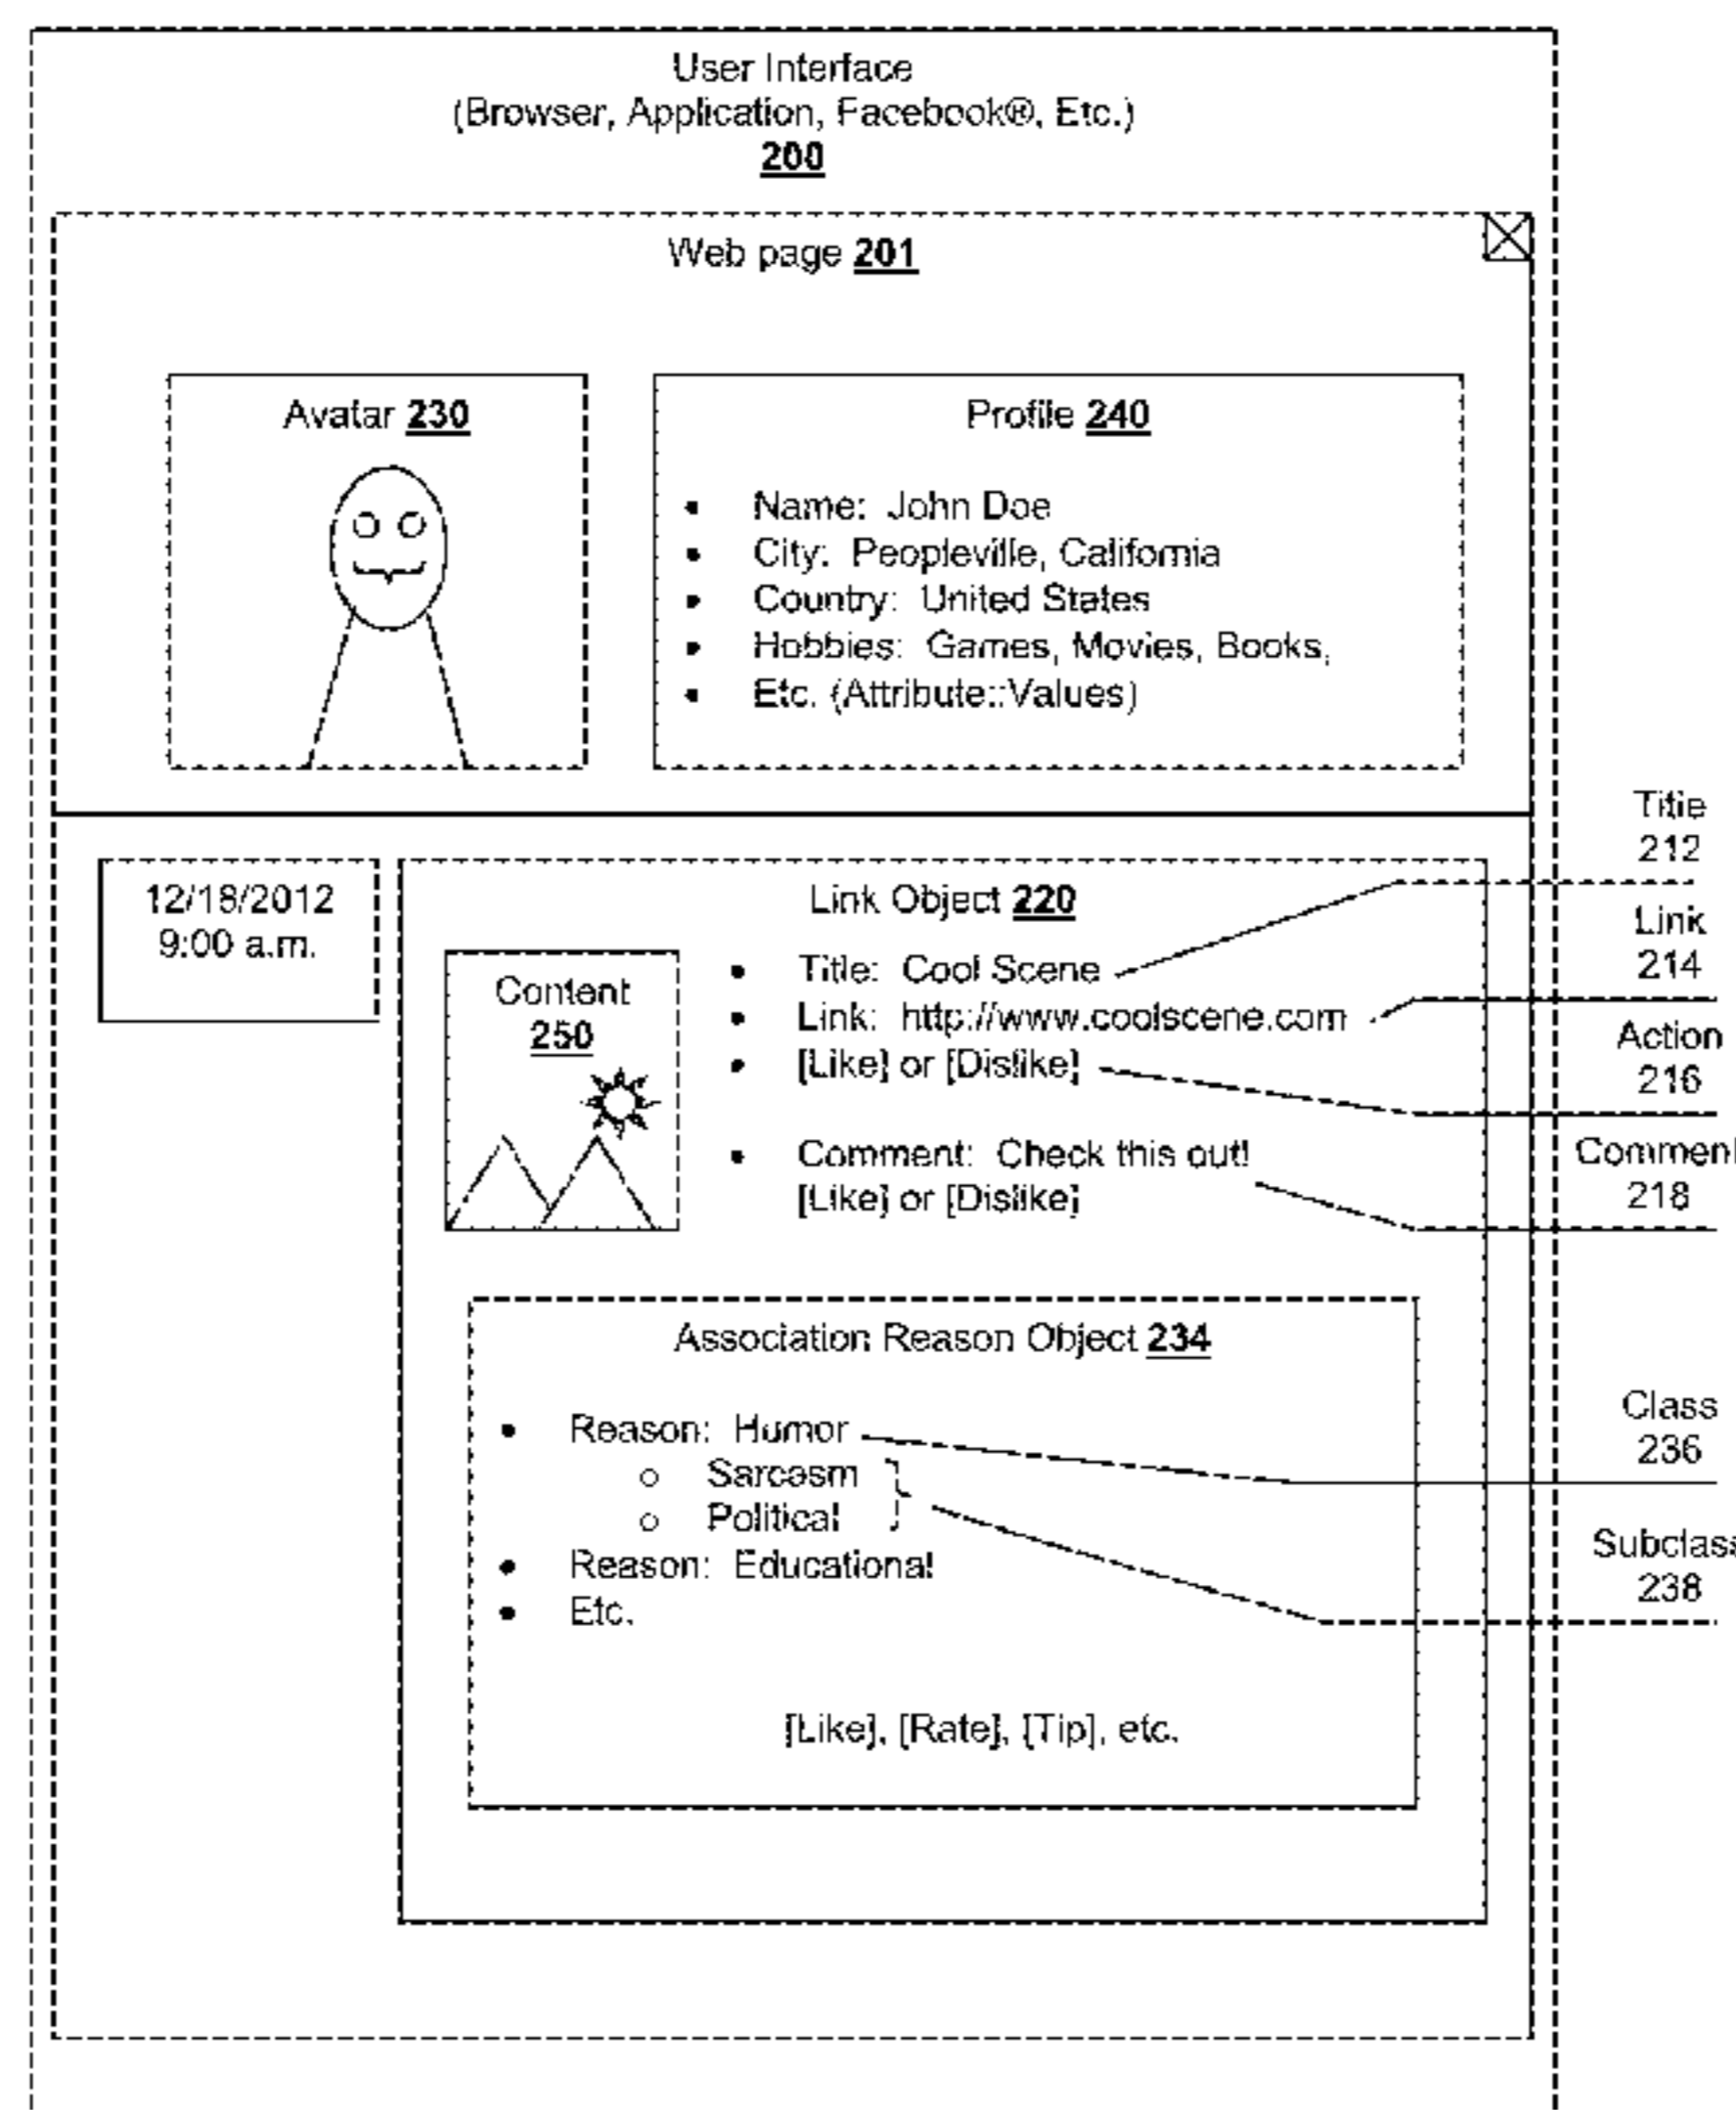 User Interface
(Browser, Application, Facebook®, Etc.)
200
Web page 201
Avatar 230
Profile 240
• Name: John Doe
• City: Peopleville, California
• Country: United States
• Hobbies: Games, Movies, Books,
• Etc. (Attribute::Values)
12/18/2012
9:00 a.m.
Link Object 220
Content
250
• Title: Cool Scene
• Link: http://www.coolscene.com
• [Like] or [Dislike]
• Comment: Check this out!
[Like] or [Dislike]
Title
212
Link
214
Action
216
Comment
218
Association Reason Object 234
• Reason: Humor
○ Sarcasm
○ Political
• Reason: Educational
• Etc.
[Like], [Rate], [Tip], etc.
Class
236
Subclass
238